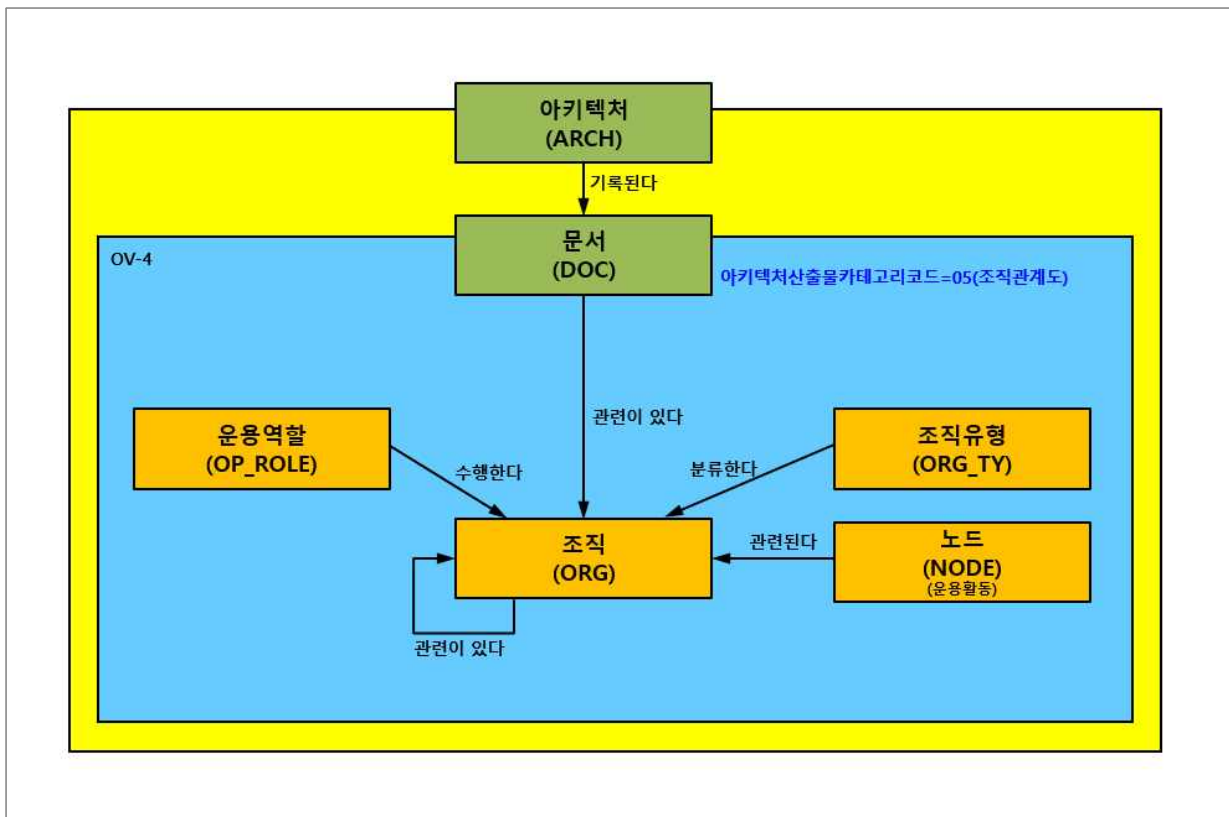 아키텍처
(ARCH)
기록된다
문서
(DOC)
OV-4
아키텍처산출물카테고리코드=05(조직관계도)
관련이 있다
운용역할
(OP_ROLE)
조직유형
(ORG_TY)
수행한다
분류한다
조직
(ORG)
관련된다
노드
(NODE)
(운용활동)
관련이 있다